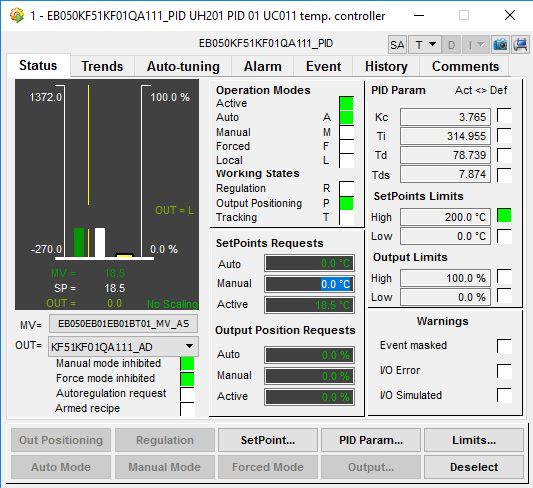 1 - EB050KF51KF01QA111_PID UH201 PID 01 UC011 temp. controller
EB050KF51KF01QA111_PID
SA T D I
Status Trends Auto-tuning Alarm Event History Comments
1372.0 100.0 %
OUT = L
-270.0 0.0 %
MV = 18.5
SP = 18.5
OUT = 0.0 No Scaling
MV= EB050EB01EB01BT01_MV_AS
OUT= KF51KF01QA111_AD
Manual mode inhibited
Force mode inhibited
Autoregulation request
Armed recipe
Operation Modes
Active
Auto A
Manual M
Forced F
Local L
Working States
Regulation R
Output Positioning P
Tracking T
SetPoints Requests
Auto 0.0 °C
Manual 0.0 °C
Active 18.5 °C
Output Position Requests
Auto 0.0 %
Manual 0.0 %
Active 0.0 %
PID Param Act <> Def
Kc 3.765
Ti 314.955
Td 78.739
Tds 7.874
SetPoints Limits
High 200.0 °C
Low 0.0 °C
Output Limits
High 100.0 %
Low 0.0 %
Warnings
Event masked
I/O Error
I/O Simulated
Out Positioning Regulation SetPoint... PID Param... Limits...
Auto Mode Manual Mode Forced Mode Output... Deselect